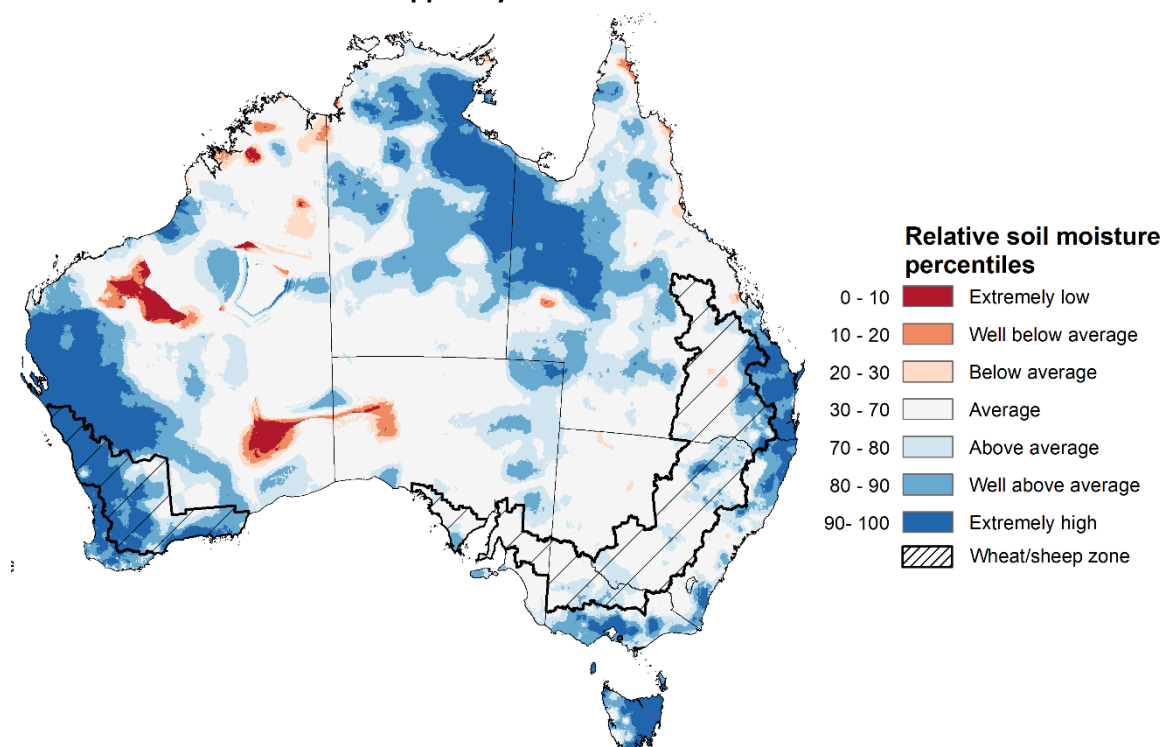 Relative soil moisture
percentiles
0 - 10 Extremely low
10 - 20 Well below average
20 - 30 Below average
30 - 70 Average
70 - 80 Above average
80 - 90 Well above average
90- 100 Extremely high
Wheat/sheep zone